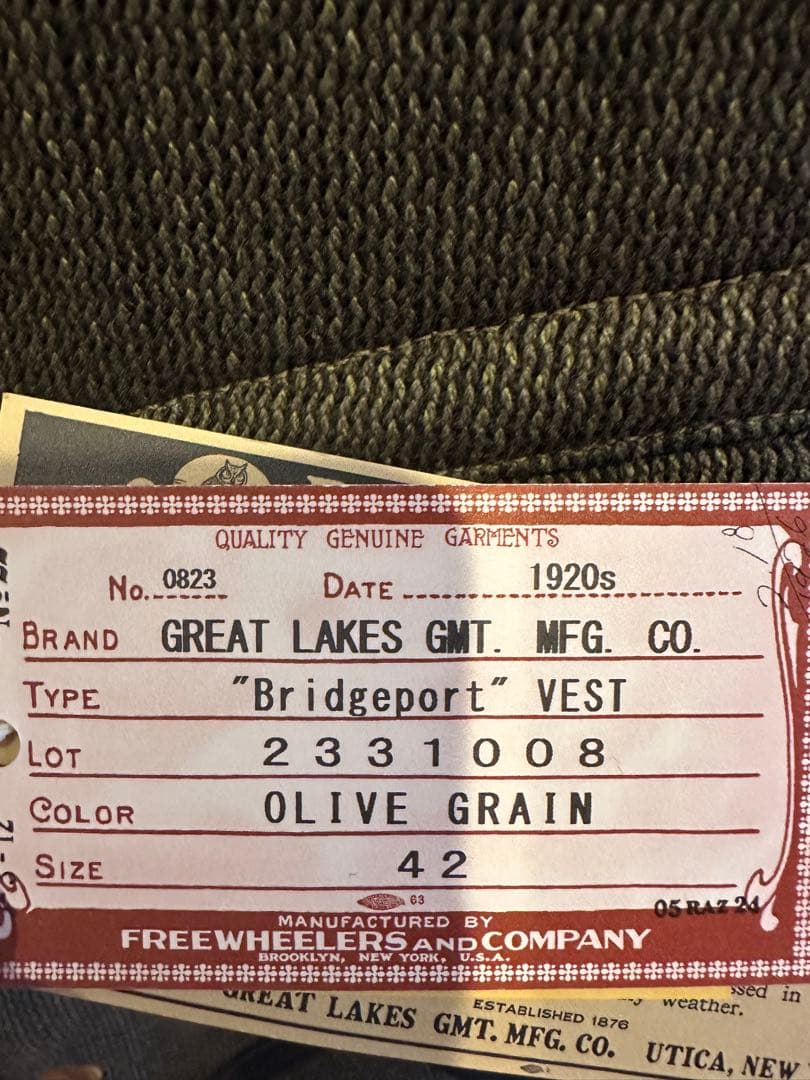 QUALITY GENUINE GARMENTS
No. 0823 DATE 1920s
BRAND GREAT LAKES GMT. MFG. CO.
TYPE "Bridgeport" VEST
LOT 2331008
COLOR OLIVE GRAIN
SIZE 42
63
05 RAZ 24
MANUFACTURED BY
FREEWHEELERS AND COMPANY
BROOKLYN, NEW YORK, U.S.A.
in
weather.
ESTABLISHED 1876
GREAT LAKES GMT. MFG. CO. UTICA, NEW